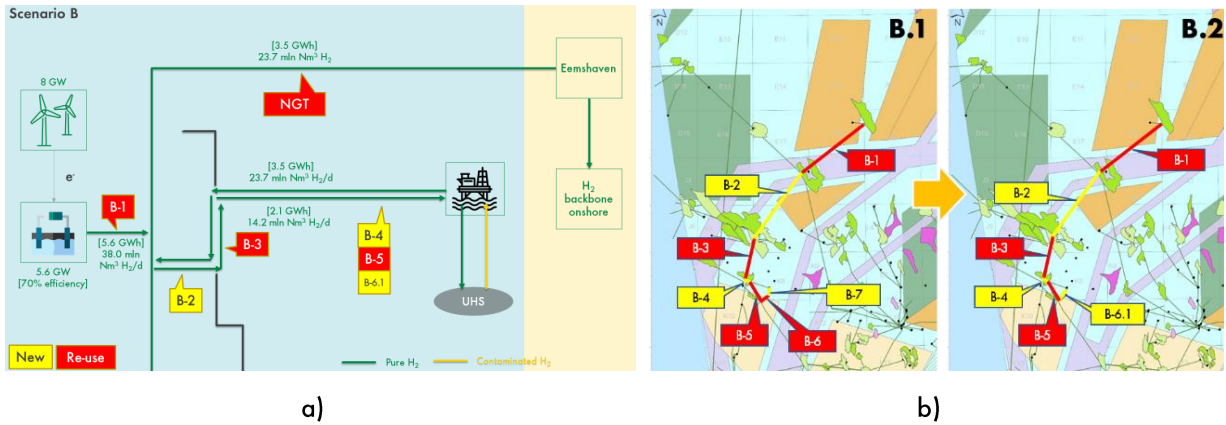 Scenario B
8 GW
e-
5.6 GW
[70% efficiency]
B-1
[5.6 GWh]
38.0 mln
Nm³ H₂/d
B-2
[3.5 GWh]
23.7 mln Nm³ H₂
NGT
[3.5 GWh]
23.7 mln Nm³ H₂/d
[2.1 GWh]
14.2 mln Nm³ H₂/d
B-3
B-4
B-5
B-6.1
UHS
Eemshaven
H₂
backbone
onshore
New
Re-use
Pure H₂
Contaminated H₂
a)
N
B.1
B-1
B-2
B-3
B-4
B-7
B-5
B-6
N
B.2
B-1
B-2
B-3
B-4
B-6.1
B-5
b)